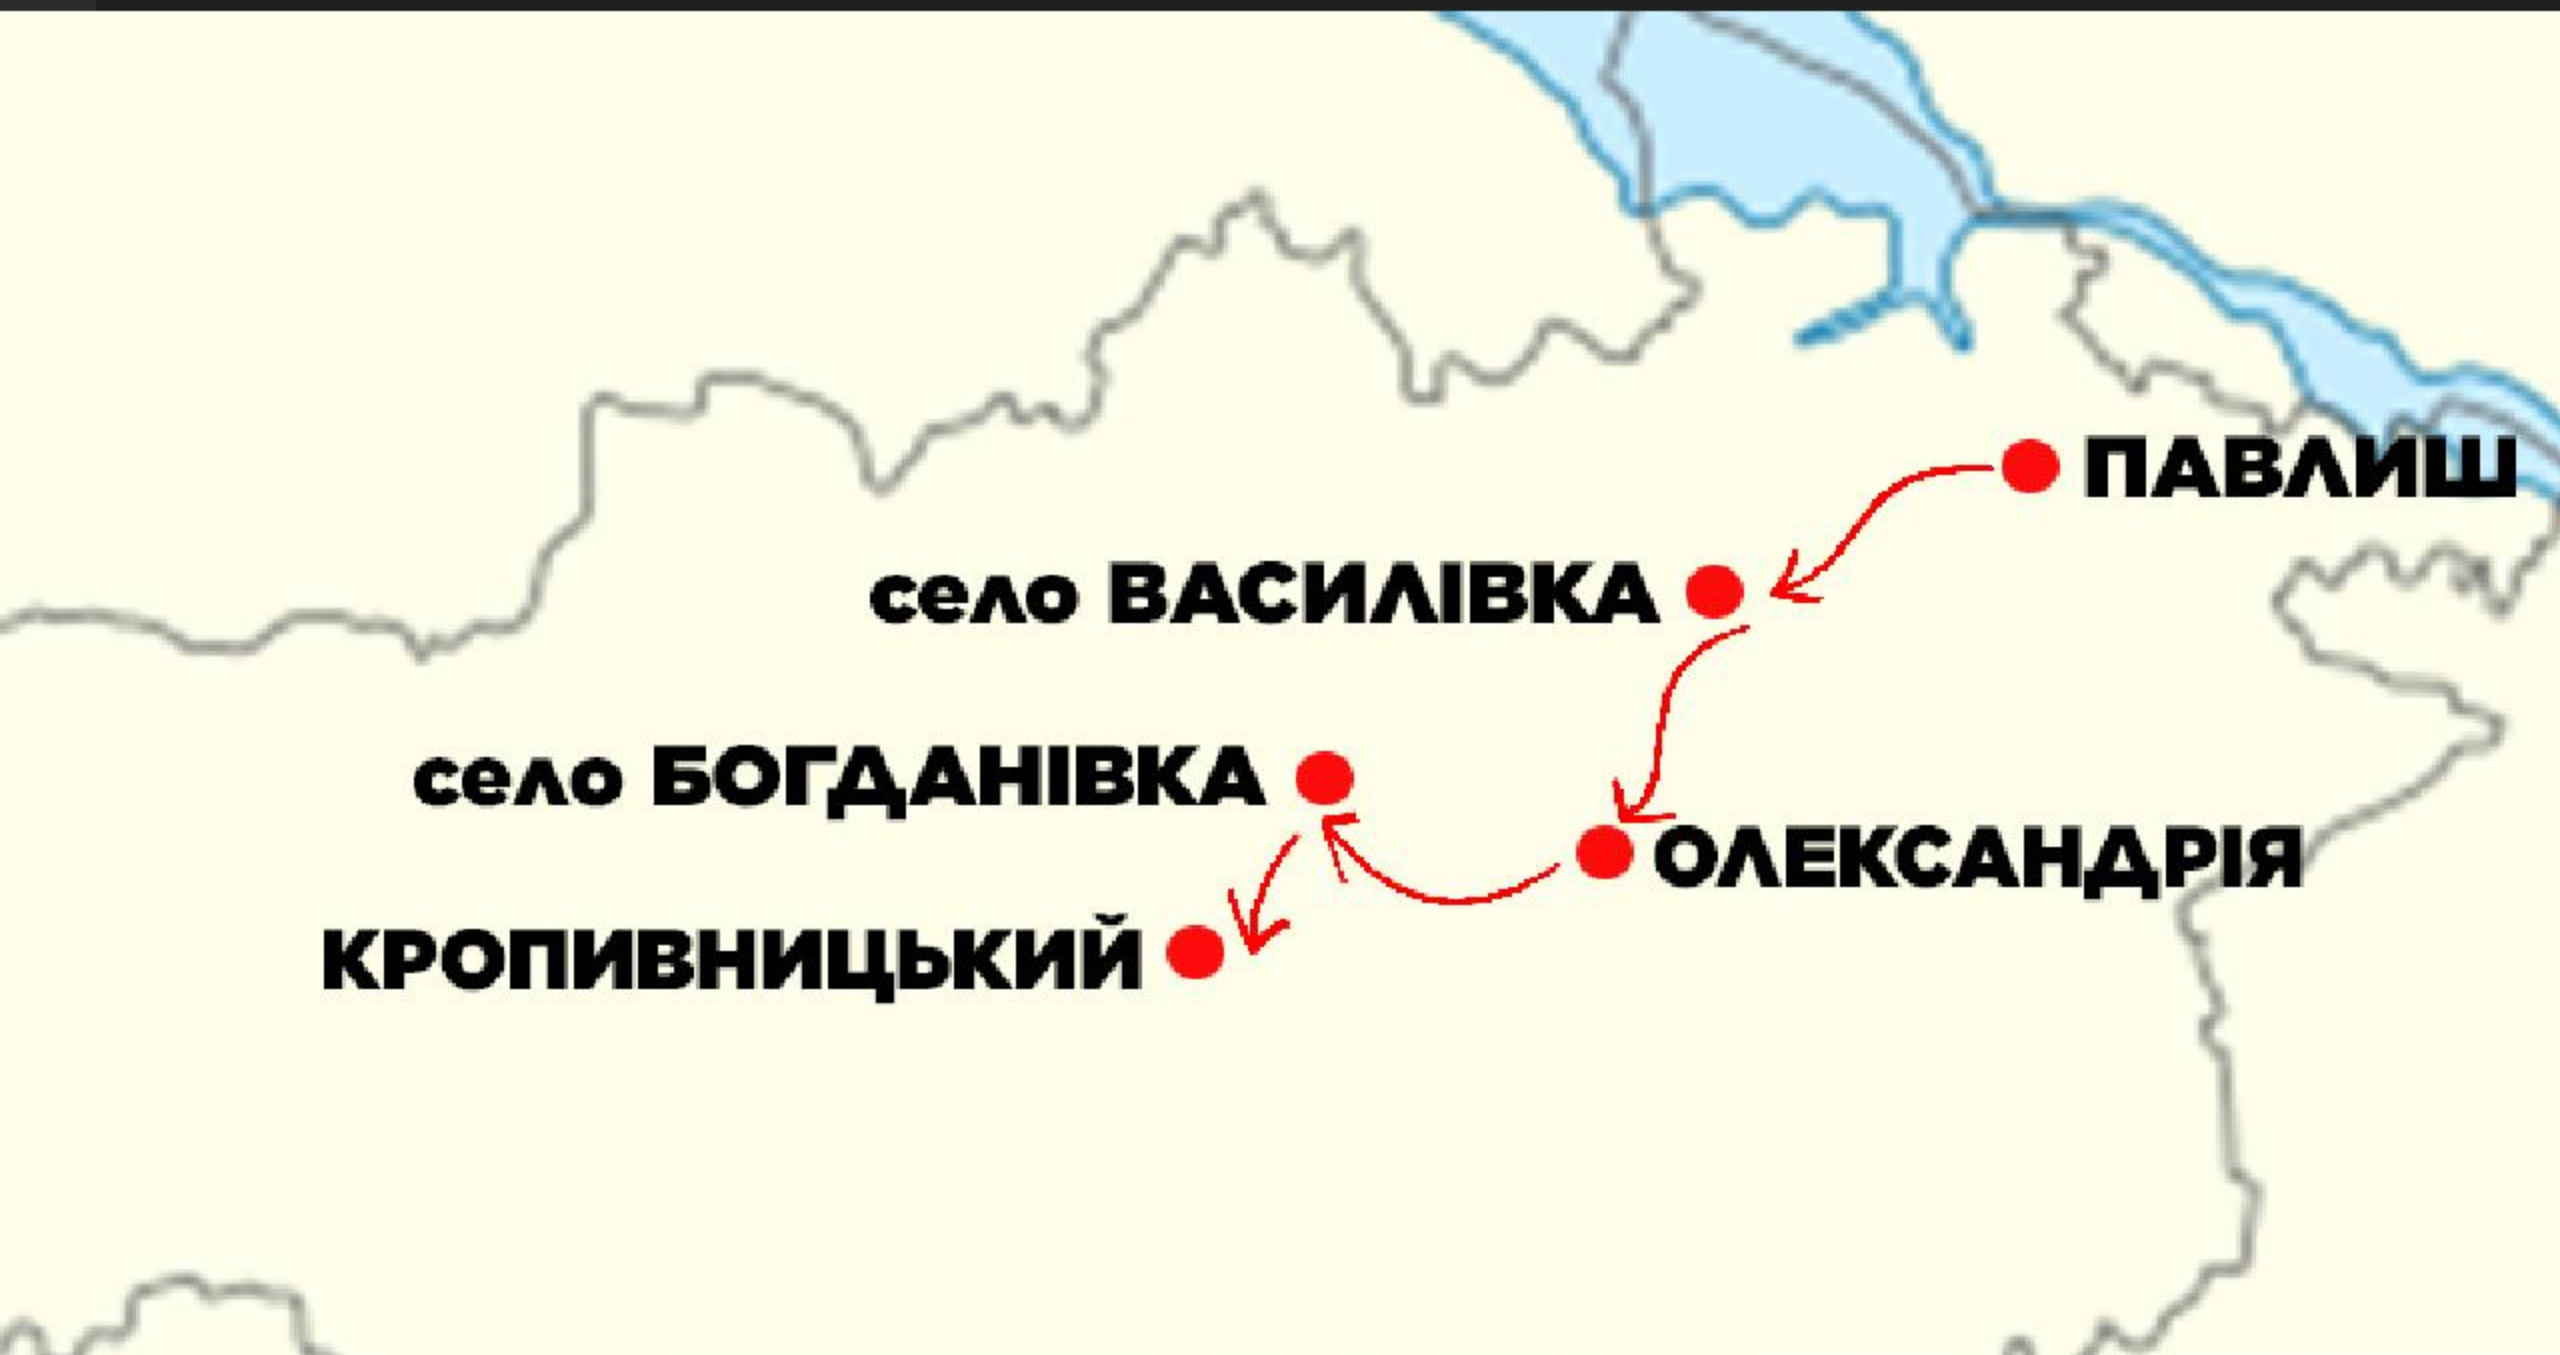 ПАВЛИШ
село ВАСИЛІВКА
село БОГДАНІВКА
ОЛЕКСАНДРІЯ
КРОПИВНИЦЬКИЙ